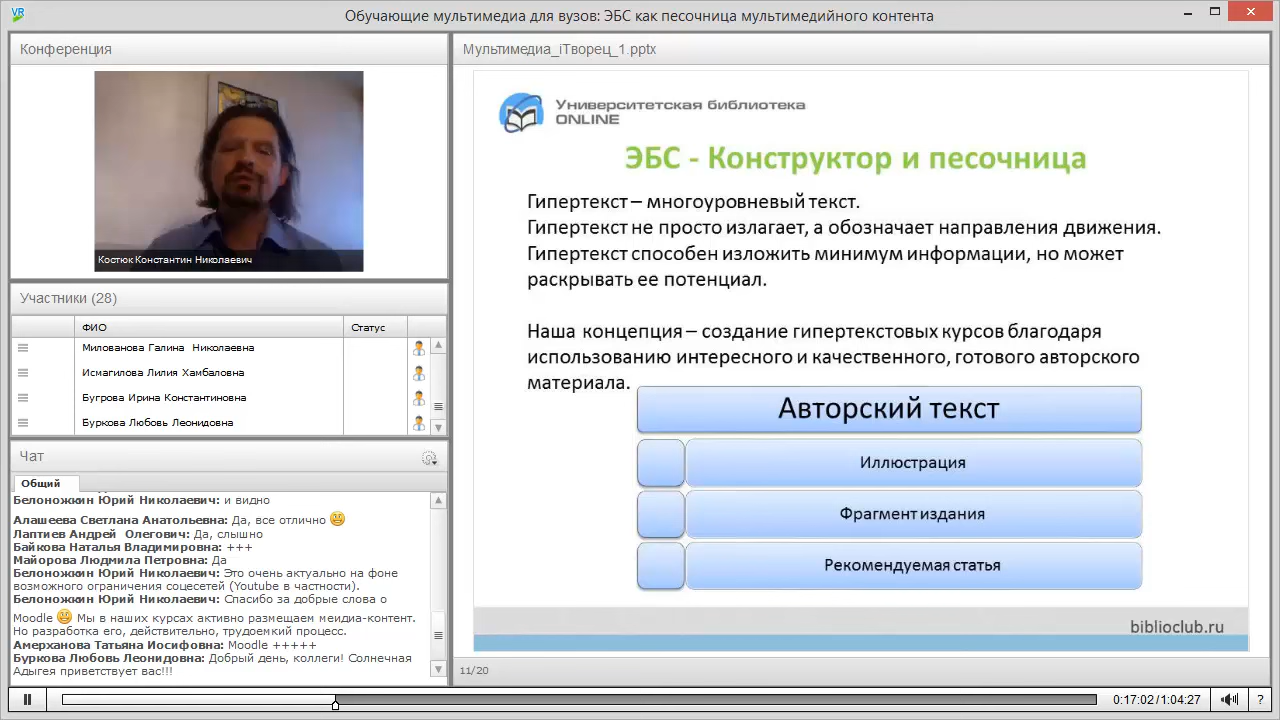 VR
Обучающие мультимедиа для вузов: ЭБС как песочница мультимедийного контента
Конференция
Костюк Константин Николаевич
Участники (28)
ФИО
Статус
Милованова Галина Николаевна
Исмагилова Лилия Хамбаловна
Бугрова Ирина Константиновна
Буркова Любовь Леонидовна
Чат
Общий
Белоножкин Юрий Николаевич: и видно
Алашеева Светлана Анатольевна: Да, все отлично
Лаптиев Андрей Олегович: Да, слышно
Байкова Наталья Владимировна: +++
Майорова Людмила Петровна: Да
Белоножкин Юрий Николаевич: Это очень актуально на фоне
возможного ограничения соцсетей (Youtube в частности).
Белоножкин Юрий Николаевич: Спасибо за добрые слова о
Moodle Мы в наших курсах активно размещаем меидиа-контент.
Но разработка его, действительно, трудоемкий процесс.
Амерханова Татьяна Иосифовна: Moodle +++++
Буркова Любовь Леонидовна: Добрый день, коллеги! Солнечная
Адыгея приветствует вас!!!
Мультимедиа_iТворец_1.pptx
Университетская библиотека
ONLINE
ЭБС - Конструктор и песочница
Гипертекст – многоуровневый текст.
Гипертекст не просто излагает, а обозначает направления движения.
Гипертекст способен изложить минимум информации, но может
раскрывать ее потенциал.
Наша концепция – создание гипертекстовых курсов благодаря
использованию интересного и качественного, готового авторского
материала.
Авторский текст
Иллюстрация
Фрагмент издания
Рекомендуемая статья
biblioclub.ru
11/20
0:17:02/1:04:27
?